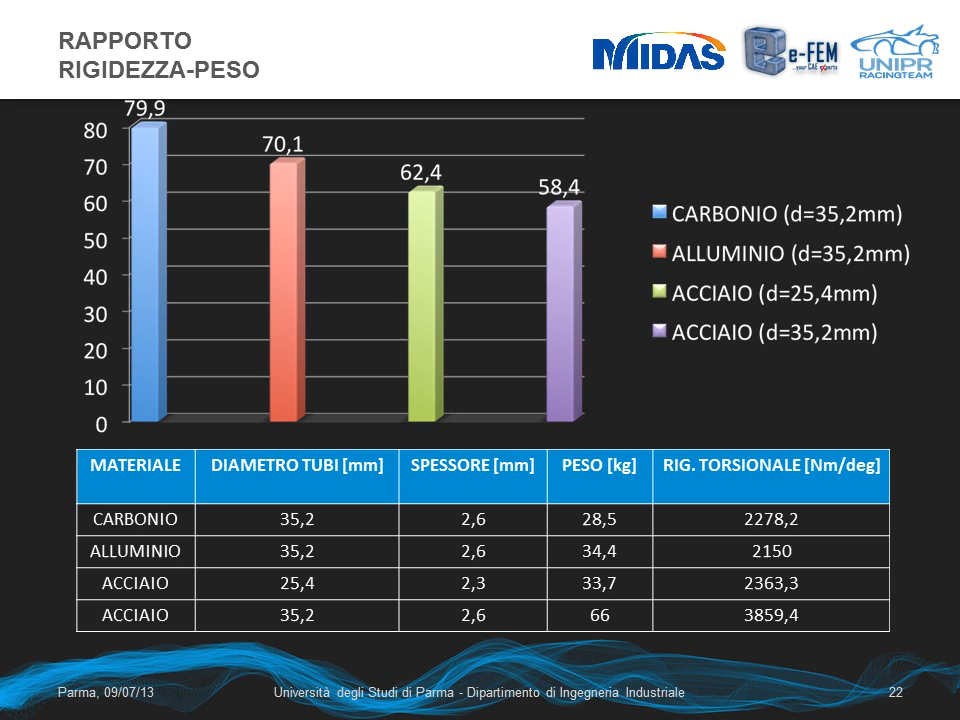 RAPPORTO
RIGIDEZZA-PESO
MIDAS
e-FEM
...your CAE experts
UNIPR
RACINGTEAM
79,9
70,1
62,4
58,4
80
70
60
50
40
30
20
10
0
CARBONIO (d=35,2mm)
ALLUMINIO (d=35,2mm)
ACCIAIO (d=25,4mm)
ACCIAIO (d=35,2mm)
MATERIALE DIAMETRO TUBI [mm] SPESSORE [mm] PESO [kg] RIG. TORSIONALE [Nm/deg]
CARBONIO 35,2 2,6 28,5 2278,2
ALLUMINIO 35,2 2,6 34,4 2150
ACCIAIO 25,4 2,3 33,7 2363,3
ACCIAIO 35,2 2,6 66 3859,4
Parma, 09/07/13 Università degli Studi di Parma - Dipartimento di Ingegneria Industriale 22